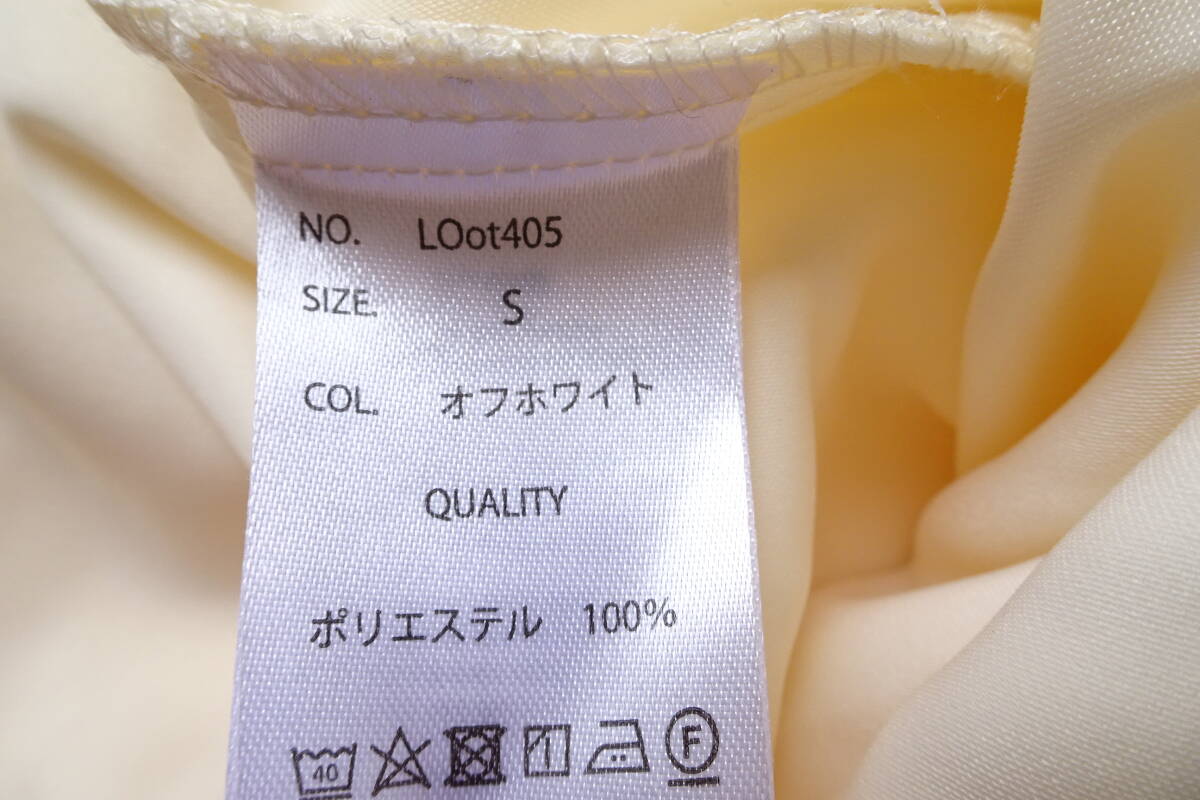 NO. LOot405
SIZE. S
COL. オフホワイト
QUALITY
ポリエステル 100%
40 F